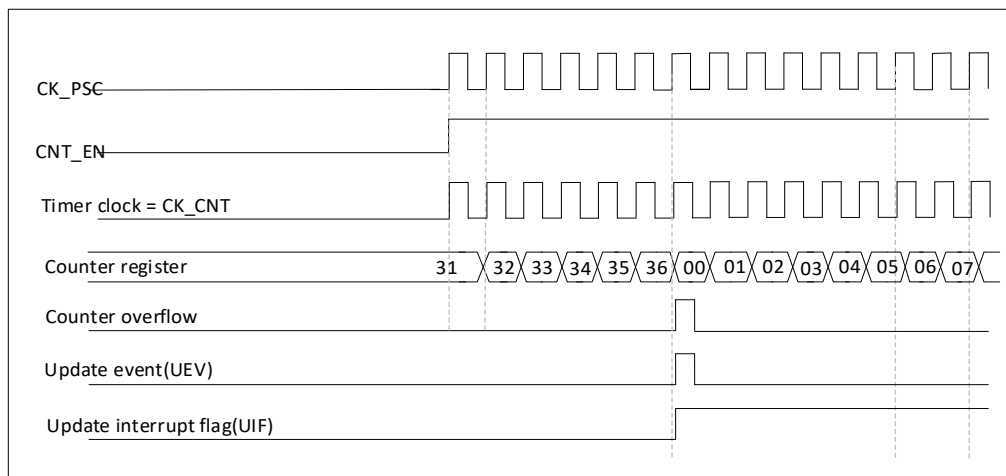 CK_PSC
CNT_EN
Timer clock = CK_CNT
Counter register 31 32 33 34 35 36 00 01 02 03 04 05 06 07
Counter overflow
Update event(UEV)
Update interrupt flag(UIF)